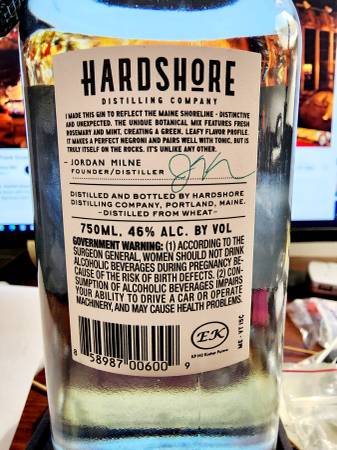 HARDSHORE
DISTILLING COMPANY
I MADE THIS GIN TO REFLECT THE MAINE SHORELINE - DISTINCTIVE
AND UNEXPECTED. THE UNIQUE BOTANICAL MIX FEATURES FRESH
ROSEMARY AND MINT, CREATING A GREEN, LEAFY FLAVOR PROFILE.
IT MAKES A PERFECT NEGRONI AND PAIRS WELL WITH TONIC, BUT IS
TRULY ITSELF ON THE ROCKS. IT'S UNLIKE ANY OTHER.
- JORDAN MILNE
FOUNDER/DISTILLER
DISTILLED AND BOTTLED BY HARDSHORE
DISTILLING COMPANY, PORTLAND, MAINE.
-DISTILLED FROM WHEAT-
750ML, 46% ALC. BY VOL
GOVERNMENT WARNING: (1) ACCORDING TO THE
SURGEON GENERAL, WOMEN SHOULD NOT DRINK
ALCOHOLIC BEVERAGES DURING PREGNANCY BE-
CAUSE OF THE RISK OF BIRTH DEFECTS. (2) CON-
SUMPTION OF ALCOHOLIC BEVERAGES IMPAIRS
YOUR ABILITY TO DRIVE A CAR OR OPERATE
MACHINERY, AND MAY CAUSE HEALTH PROBLEMS.
8 58987 00600 9
EK
ME - VT 15¢